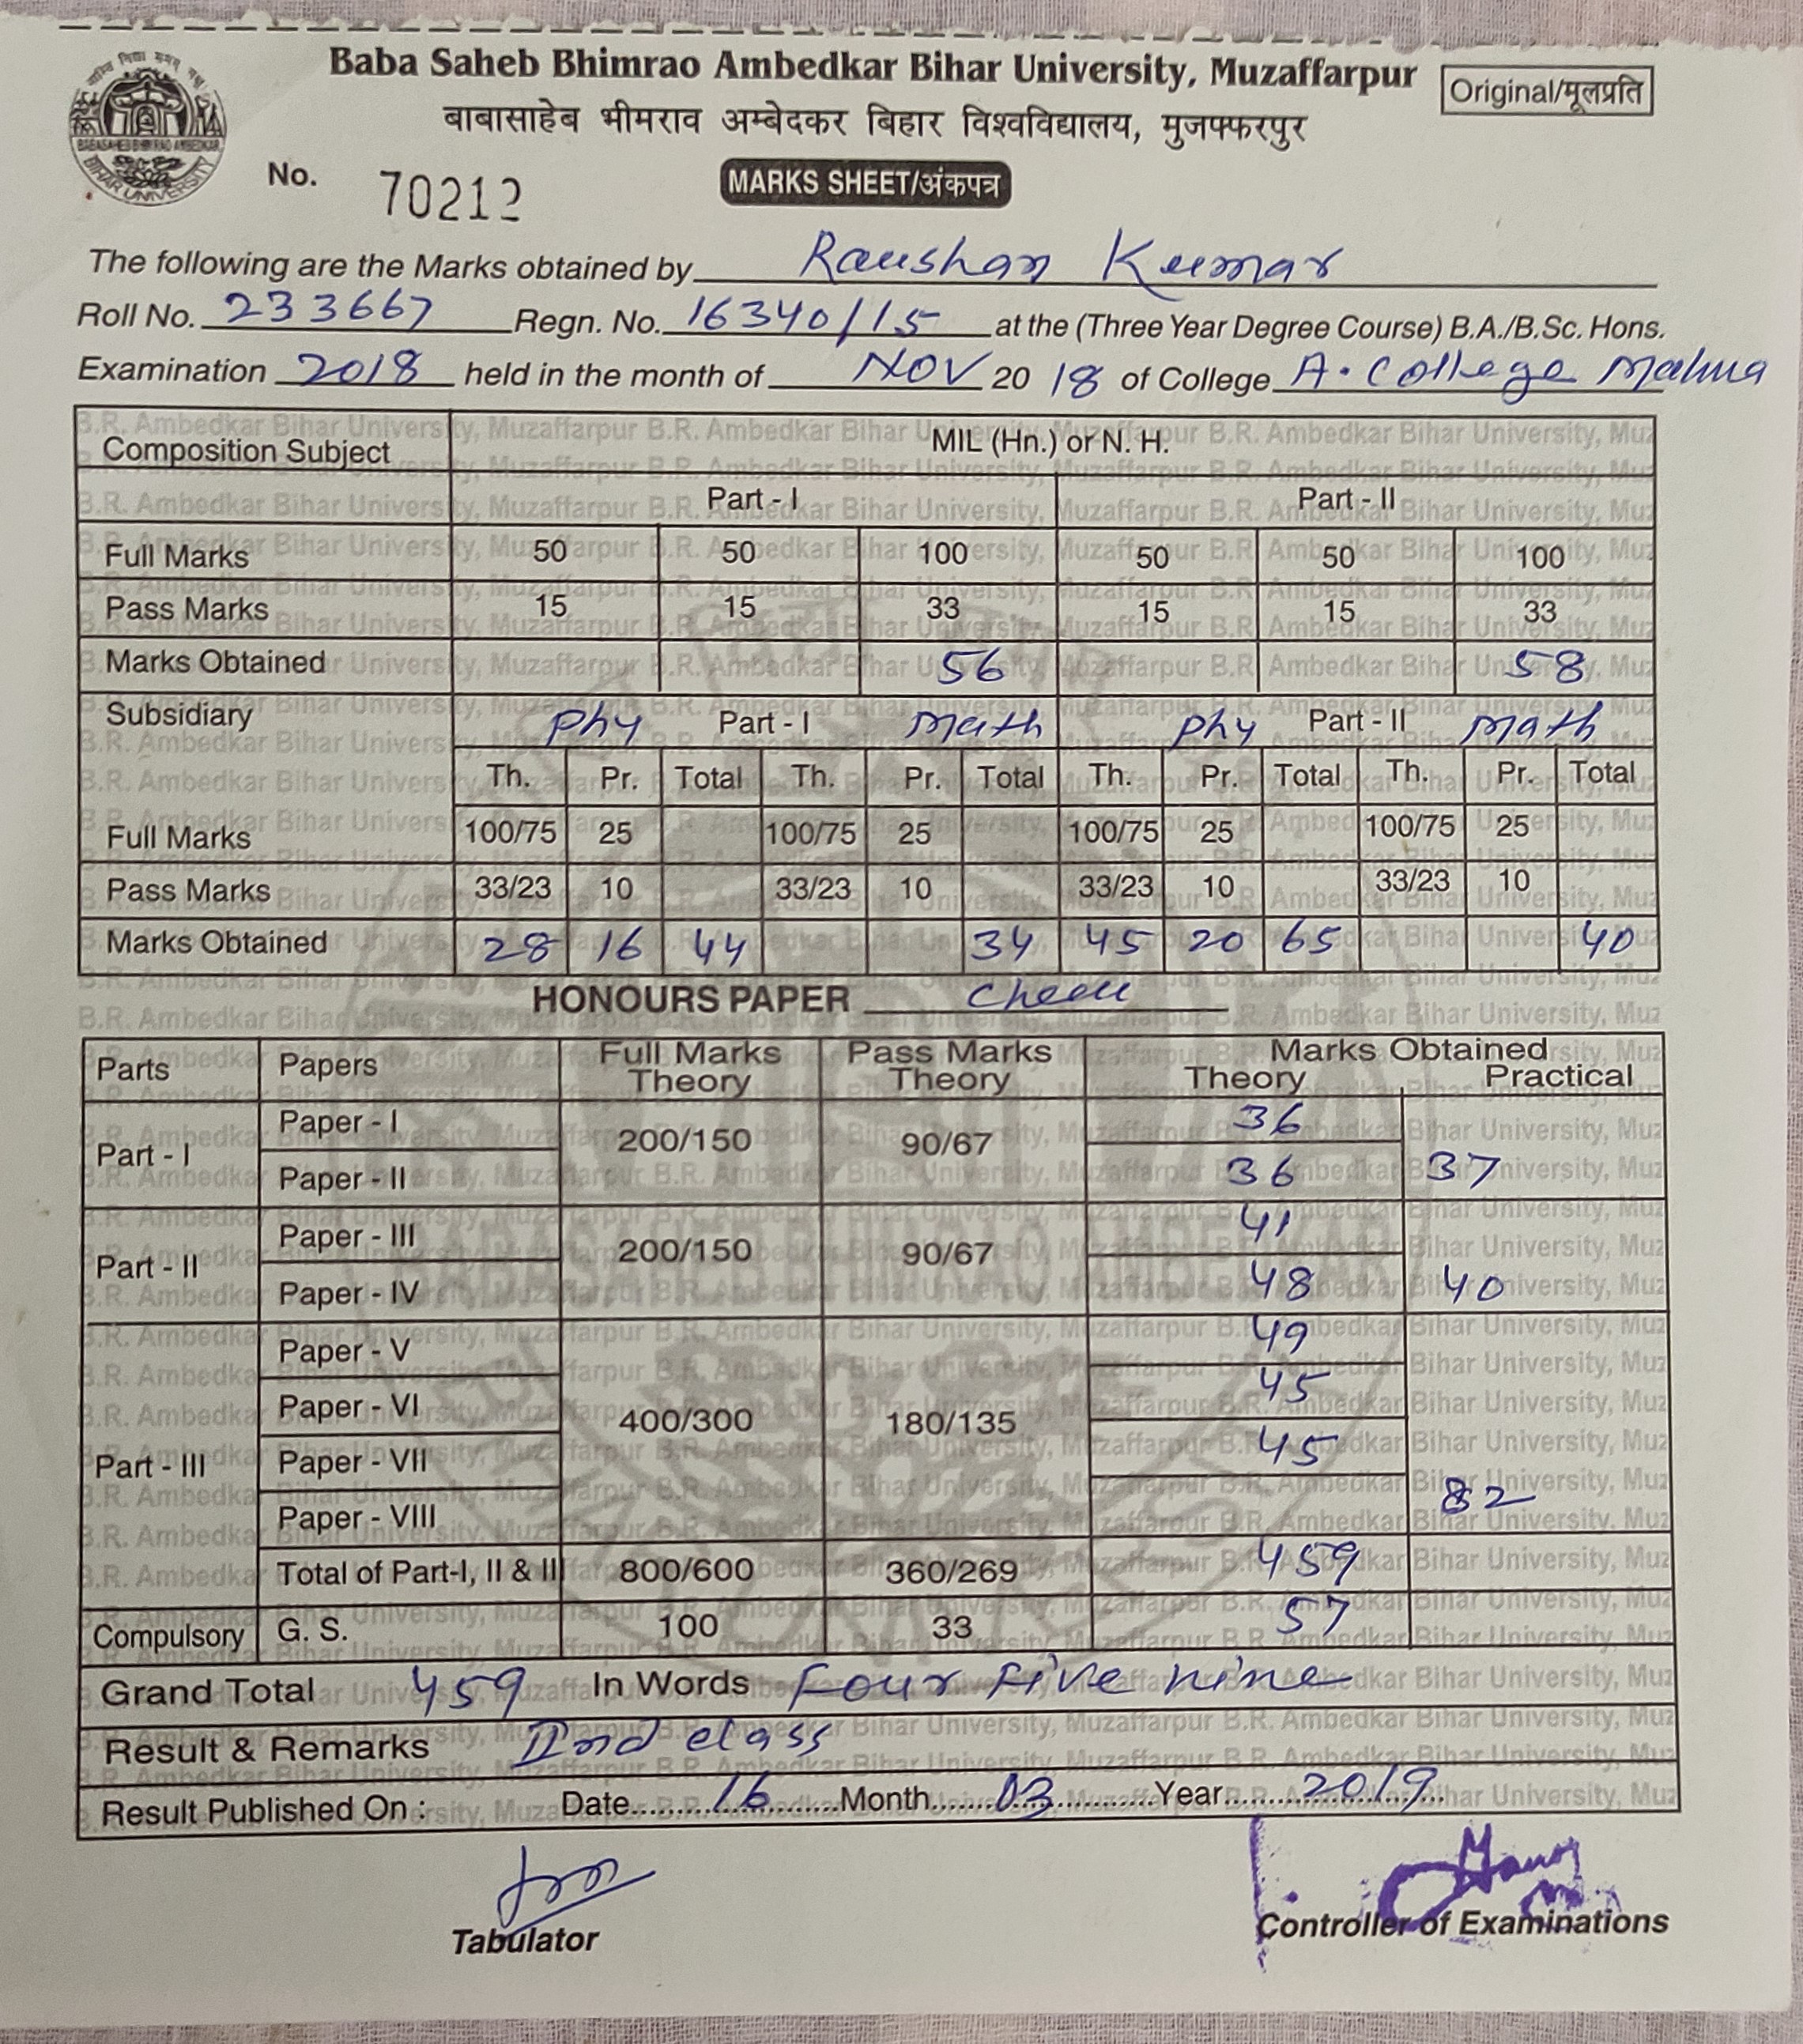 Baba Saheb Bhimrao Ambedkar Bihar University, Muzaffarpur
Original/मूलप्रति
बाबासाहेब भीमराव अम्बेदकर बिहार विश्वविद्यालय, मुजफ्फरपुर
BABASAHEB BHIMRAO AMBEDKAR
BIHAR UNIVERSITY
No. 70212
MARKS SHEET/अंकपत्र
The following are the Marks obtained by Raushan Kumar
Roll No. 233667 Regn. No. 16340/15 at the (Three Year Degree Course) B.A./B.Sc. Hons.
Examination 2018 held in the month of NOV 20 18 of College A. College
Composition Subject MIL (Hn.) or N. H.
Part - I Part - II
Full Marks 50 50 100 50 50 100
Pass Marks 15 15 33 15 15 33
Marks Obtained 56 58
Subsidiary Phy Part - I Math Phy Part - II Math
Th. Pr. Total Th. Pr. Total Th. Pr. Total Th. Pr. Total
Full Marks 100/75 25 100/75 25 100/75 25 100/75 25
Pass Marks 33/23 10 33/23 10 33/23 10 33/23 10
Marks Obtained 28 16 44 34 45 20 65 40
HONOURS PAPER Chem
Parts Papers Full Marks Theory Pass Marks Theory Marks Obtained Theory Practical
Part - I Paper - I 200/150 90/67 36
Paper - II 36 37
Part - II Paper - III 200/150 90/67 41
Paper - IV 48 40
Part - III Paper - V 400/300 180/135 49
Paper - VI 45
Paper - VII 45
Paper - VIII 82
Total of Part-I, II & III 800/600 360/269 459
Compulsory G. S. 100 33 57
Grand Total 459 In Words Four Five nine
Result & Remarks IInd class
Result Published On : Date 16 Month 03 Year 2019
Tabulator
Controller of Examinations